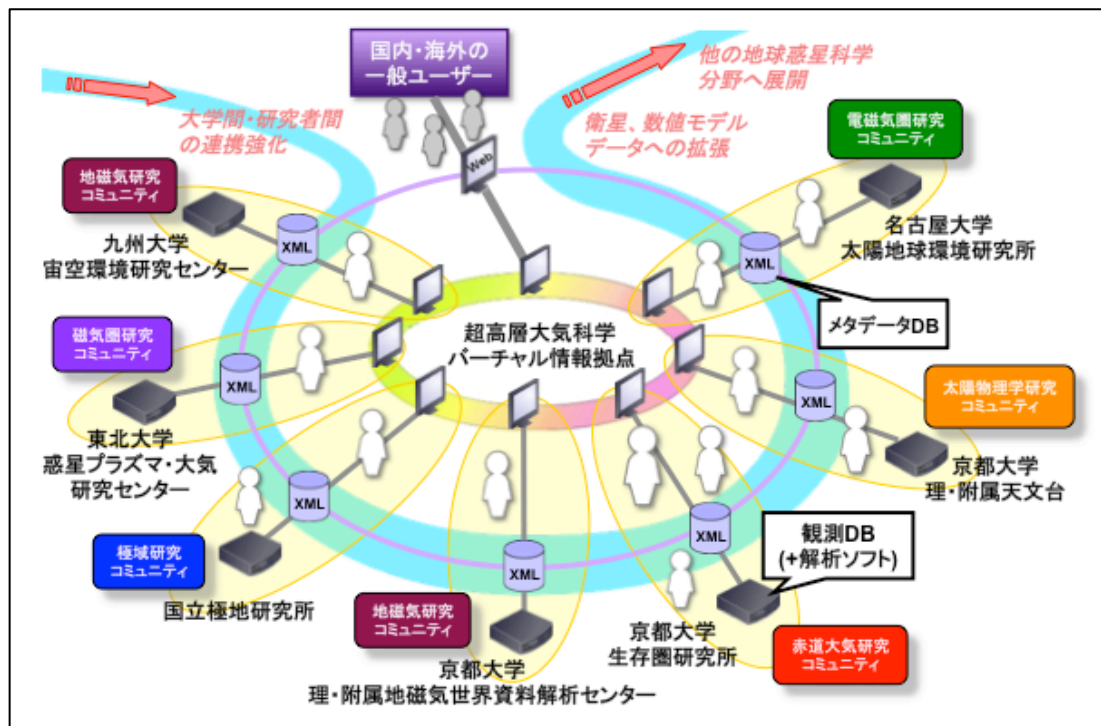 国内・海外の
一般ユーザー
他の地球惑星科学
分野へ展開
大学間・研究者間
の連携強化
衛星、数値モデル
データへの拡張
Web
電磁気圏研究
コミュニティ
地磁気研究
コミュニティ
XML
九州大学
宙空環境研究センター
名古屋大学
太陽地球環境研究所
XML
メタデータDB
超高層大気科学
バーチャル情報拠点
磁気圏研究
コミュニティ
XML
東北大学
惑星プラズマ・大気
研究センター
太陽物理学研究
コミュニティ
XML
京都大学
理・附属天文台
XML
極域研究
コミュニティ
国立極地研究所
XML
観測DB
(+解析ソフト)
XML
地磁気研究
コミュニティ
京都大学
理・附属地磁気世界資料解析センター
京都大学
生存圏研究所
赤道大気研究
コミュニティ